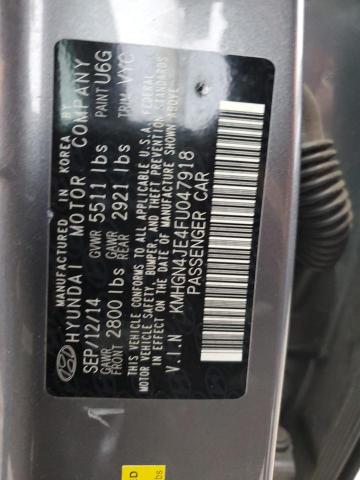 MANUFACTURED IN KOREA BY
HYUNDAI MOTOR COMPANY
SEP/12/14 GVWR 5511 lbs PAINT U6G
GAWR FRONT 2800 lbs GAWR REAR 2921 lbs TRIM VYC
THIS VEHICLE CONFORMS TO ALL APPLICABLE U.S.A. FEDERAL
MOTOR VEHICLE SAFETY, BUMPER, AND THEFT PREVENTION STANDARDS
IN EFFECT ON THE DATE OF MANUFACTURE SHOWN ABOVE.
V.I.N KMHGN4JE4FU047918
PASSENGER CAR